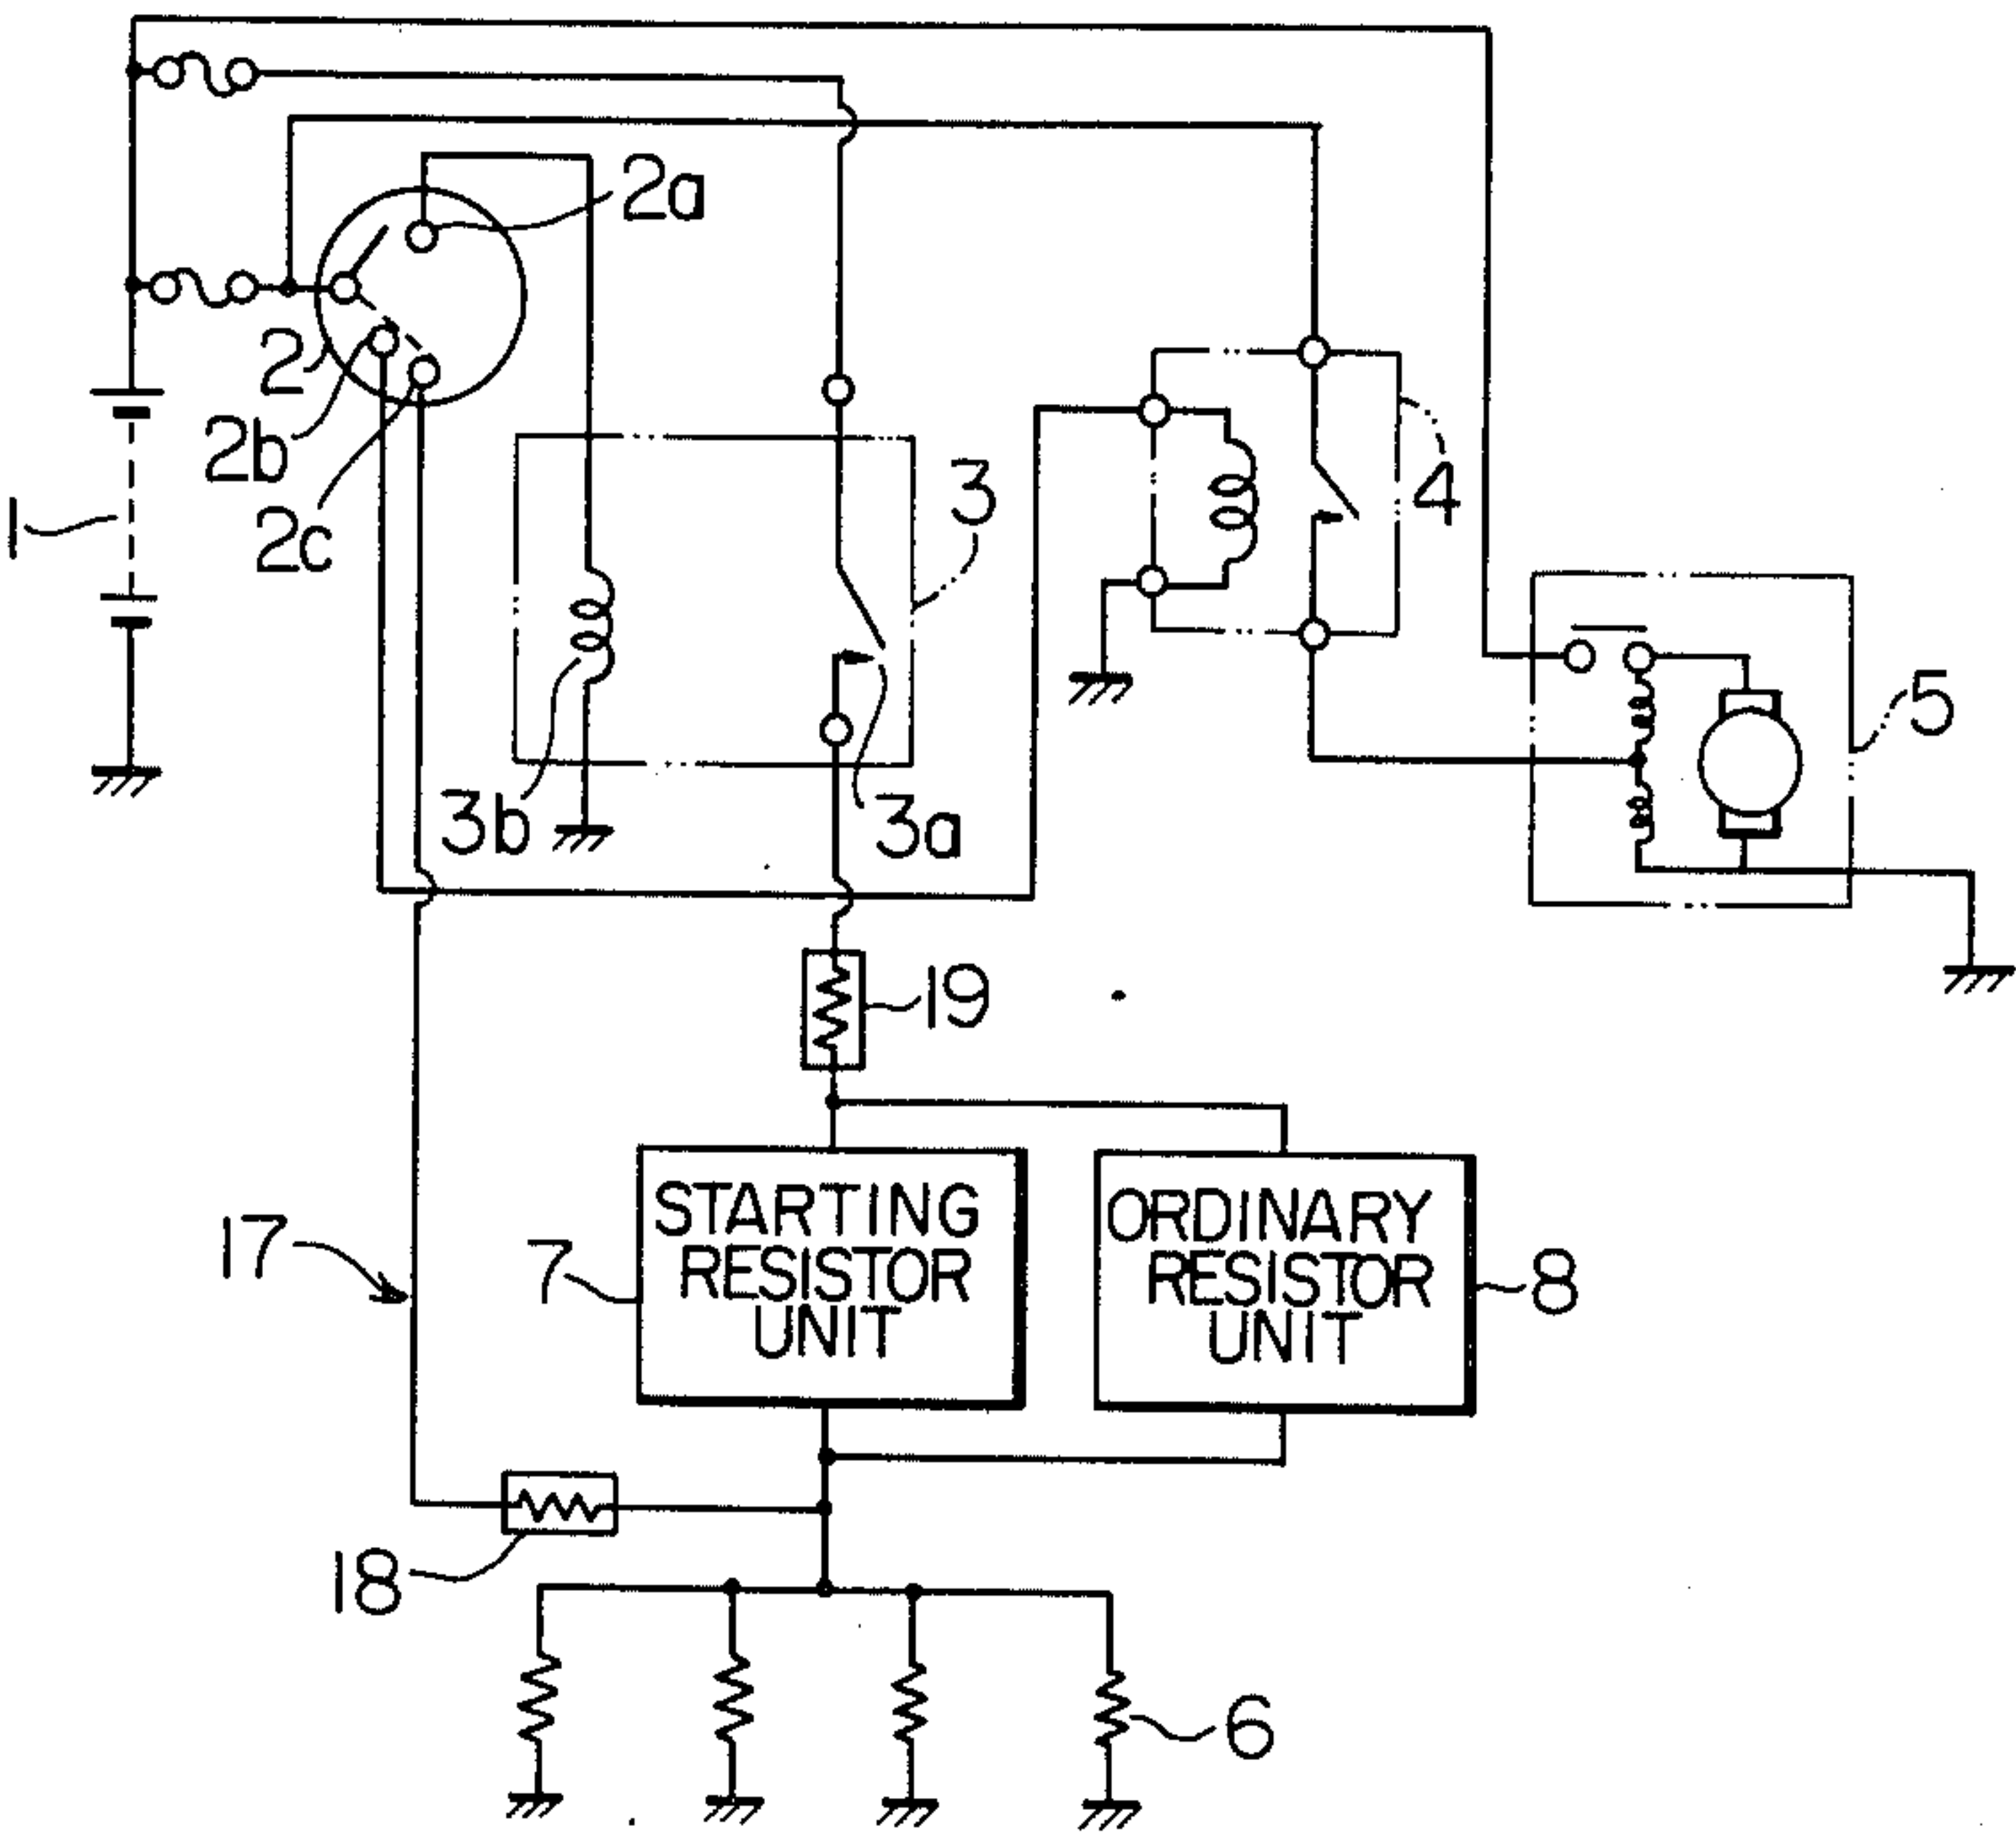 2a
2
2b
2c
1
3
4
5
3b
3a
19
17
7
STARTING
RESISTOR
UNIT
ORDINARY
RESISTOR
UNIT
8
18
6